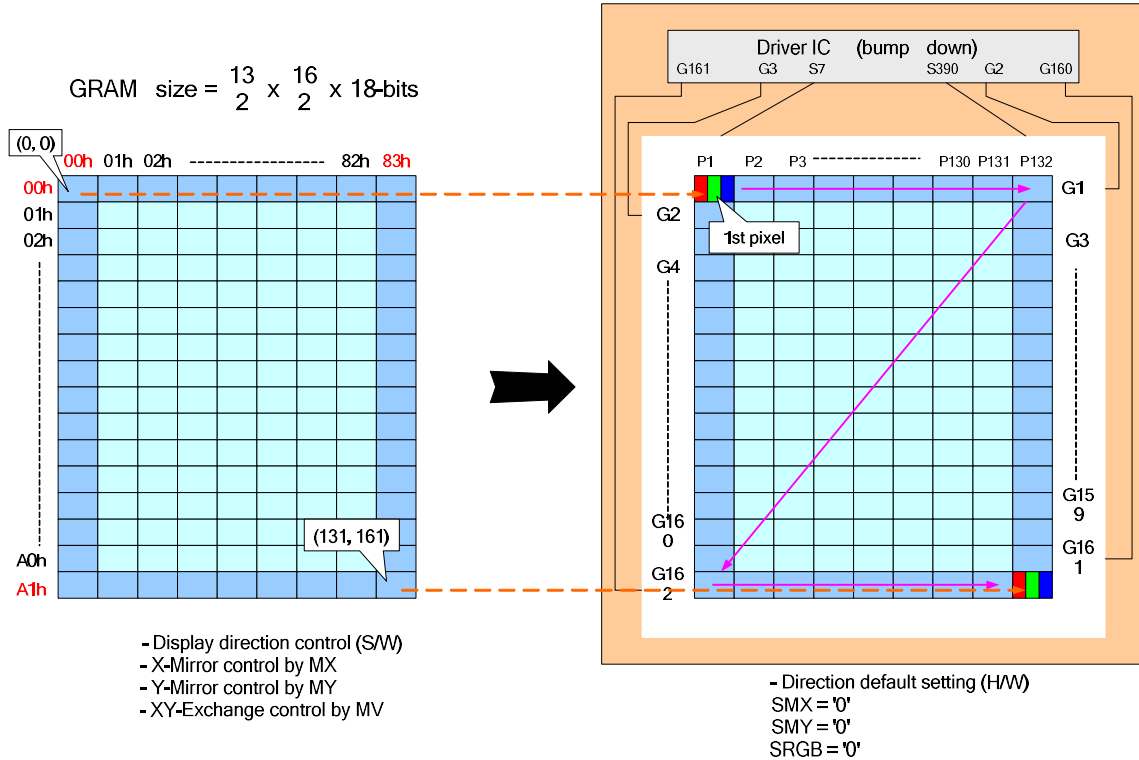 GRAM size = 13/2 x 16/2 x 18-bits
(0, 0)
00h 01h 02h 82h 83h
00h
01h
02h
A0h
A1h
(131, 161)
- Display direction control (S/W)
- X-Mirror control by MX
- Y-Mirror control by MY
- XY-Exchange control by MV
Driver IC (bump down)
G161 G3 S7 S390 G2 G160
P1 P2 P3 P130 P131 P132
G1
G2
1st pixel
G3
G4
G15
9
G16
0
G16
1
G16
2
- Direction default setting (H/W)
SMX = '0'
SMY = '0'
SRGB = '0'